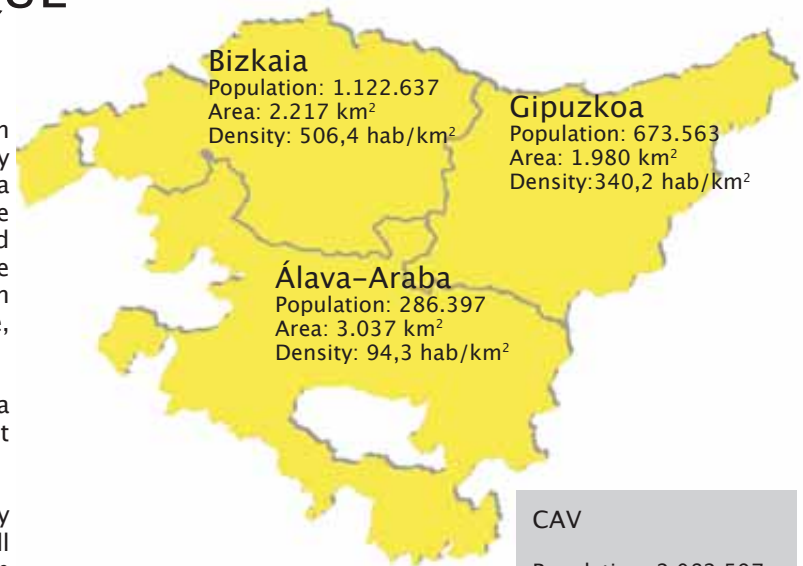 Bizkaia
Population: 1.122.637
Area: 2.217 km²
Density: 506,4 hab/km²
Gipuzkoa
Population: 673.563
Area: 1.980 km²
Density:340,2 hab/km²
Álava-Araba
Population: 286.397
Area: 3.037 km²
Density: 94,3 hab/km²
CAV